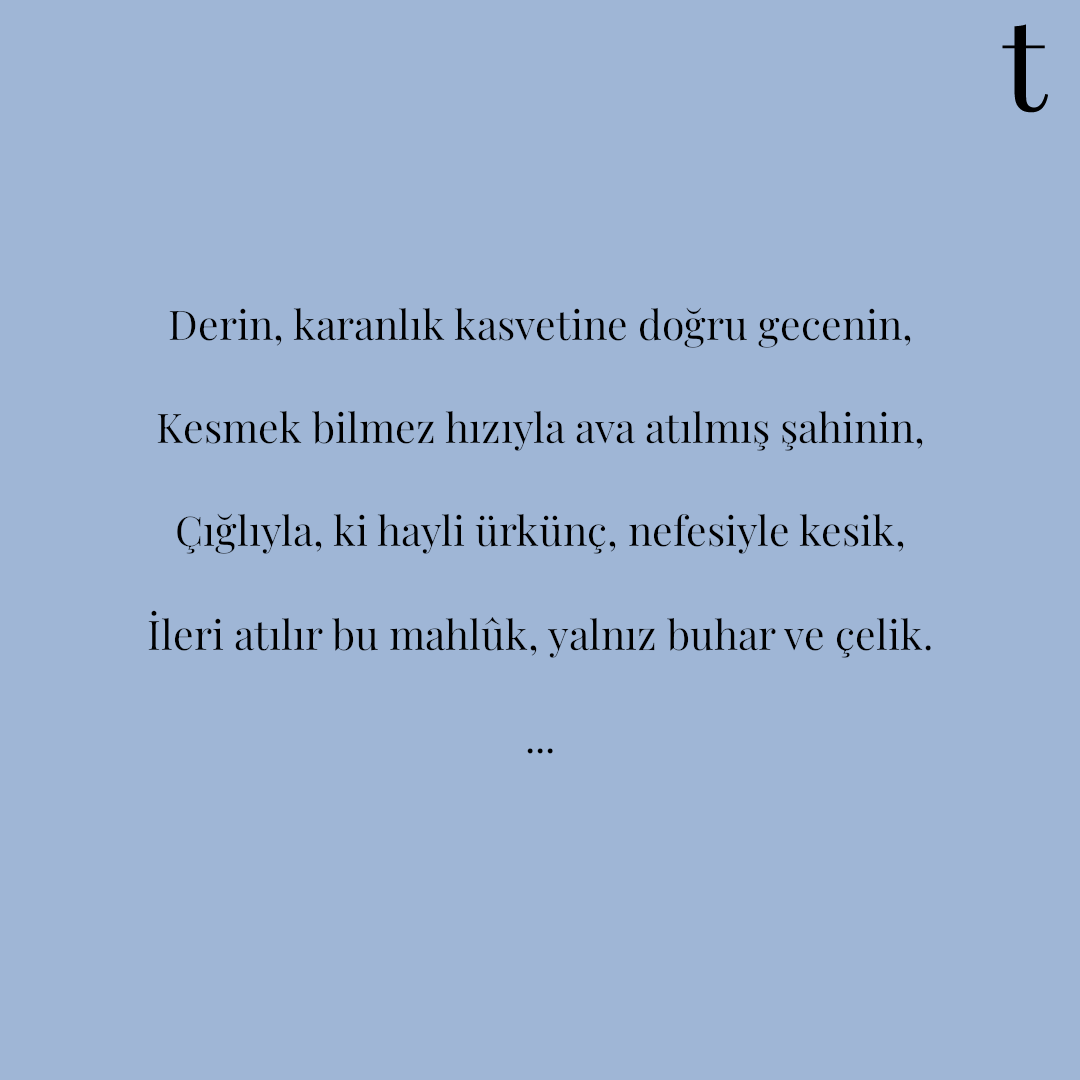 t
Derin, karanlık kasvetine doğru gecenin,
Kesmek bilmez hızıyla ava atılmış şahinin,
Çığlıyla, ki hayli ürkünç, nefesiyle kesik,
İleri atılır bu mahlûk, yalnız buhar ve çelik.
...